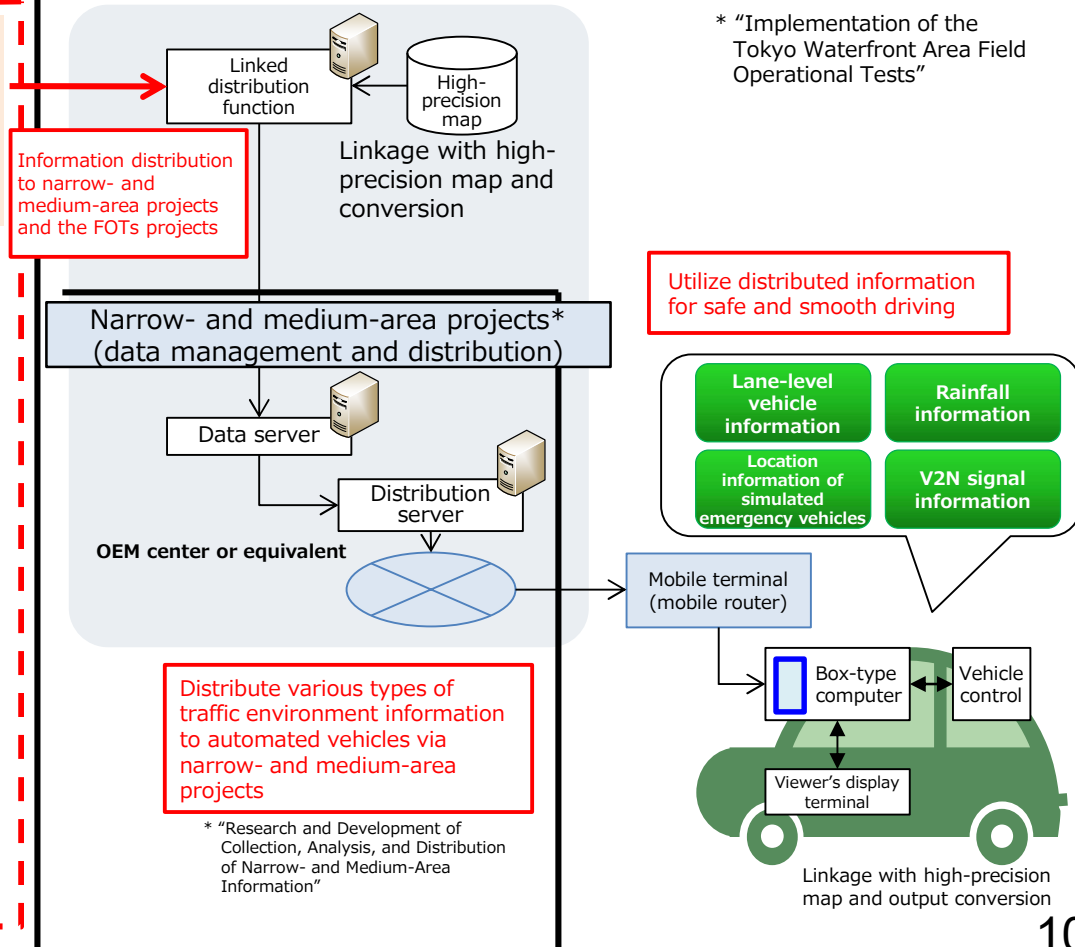 * “Implementation of the
Tokyo Waterfront Area Field
Operational Tests”
Linked
distribution
function
High-
precision
map
Linkage with high-
precision map and
conversion
Information distribution
to narrow- and
medium-area projects
and the FOTs projects
Utilize distributed information
for safe and smooth driving
Narrow- and medium-area projects*
(data management and distribution)
Lane-level
vehicle
information
Rainfall
information
Location
information of
simulated
emergency vehicles
V2N signal
information
Data server
Distribution
server
OEM center or equivalent
Mobile terminal
(mobile router)
Box-type
computer
Vehicle
control
Viewer’s display
terminal
Distribute various types of
traffic environment information
to automated vehicles via
narrow- and medium-area
projects
* “Research and Development of
Collection, Analysis, and Distribution
of Narrow- and Medium-Area
Information”
Linkage with high-precision
map and output conversion
10